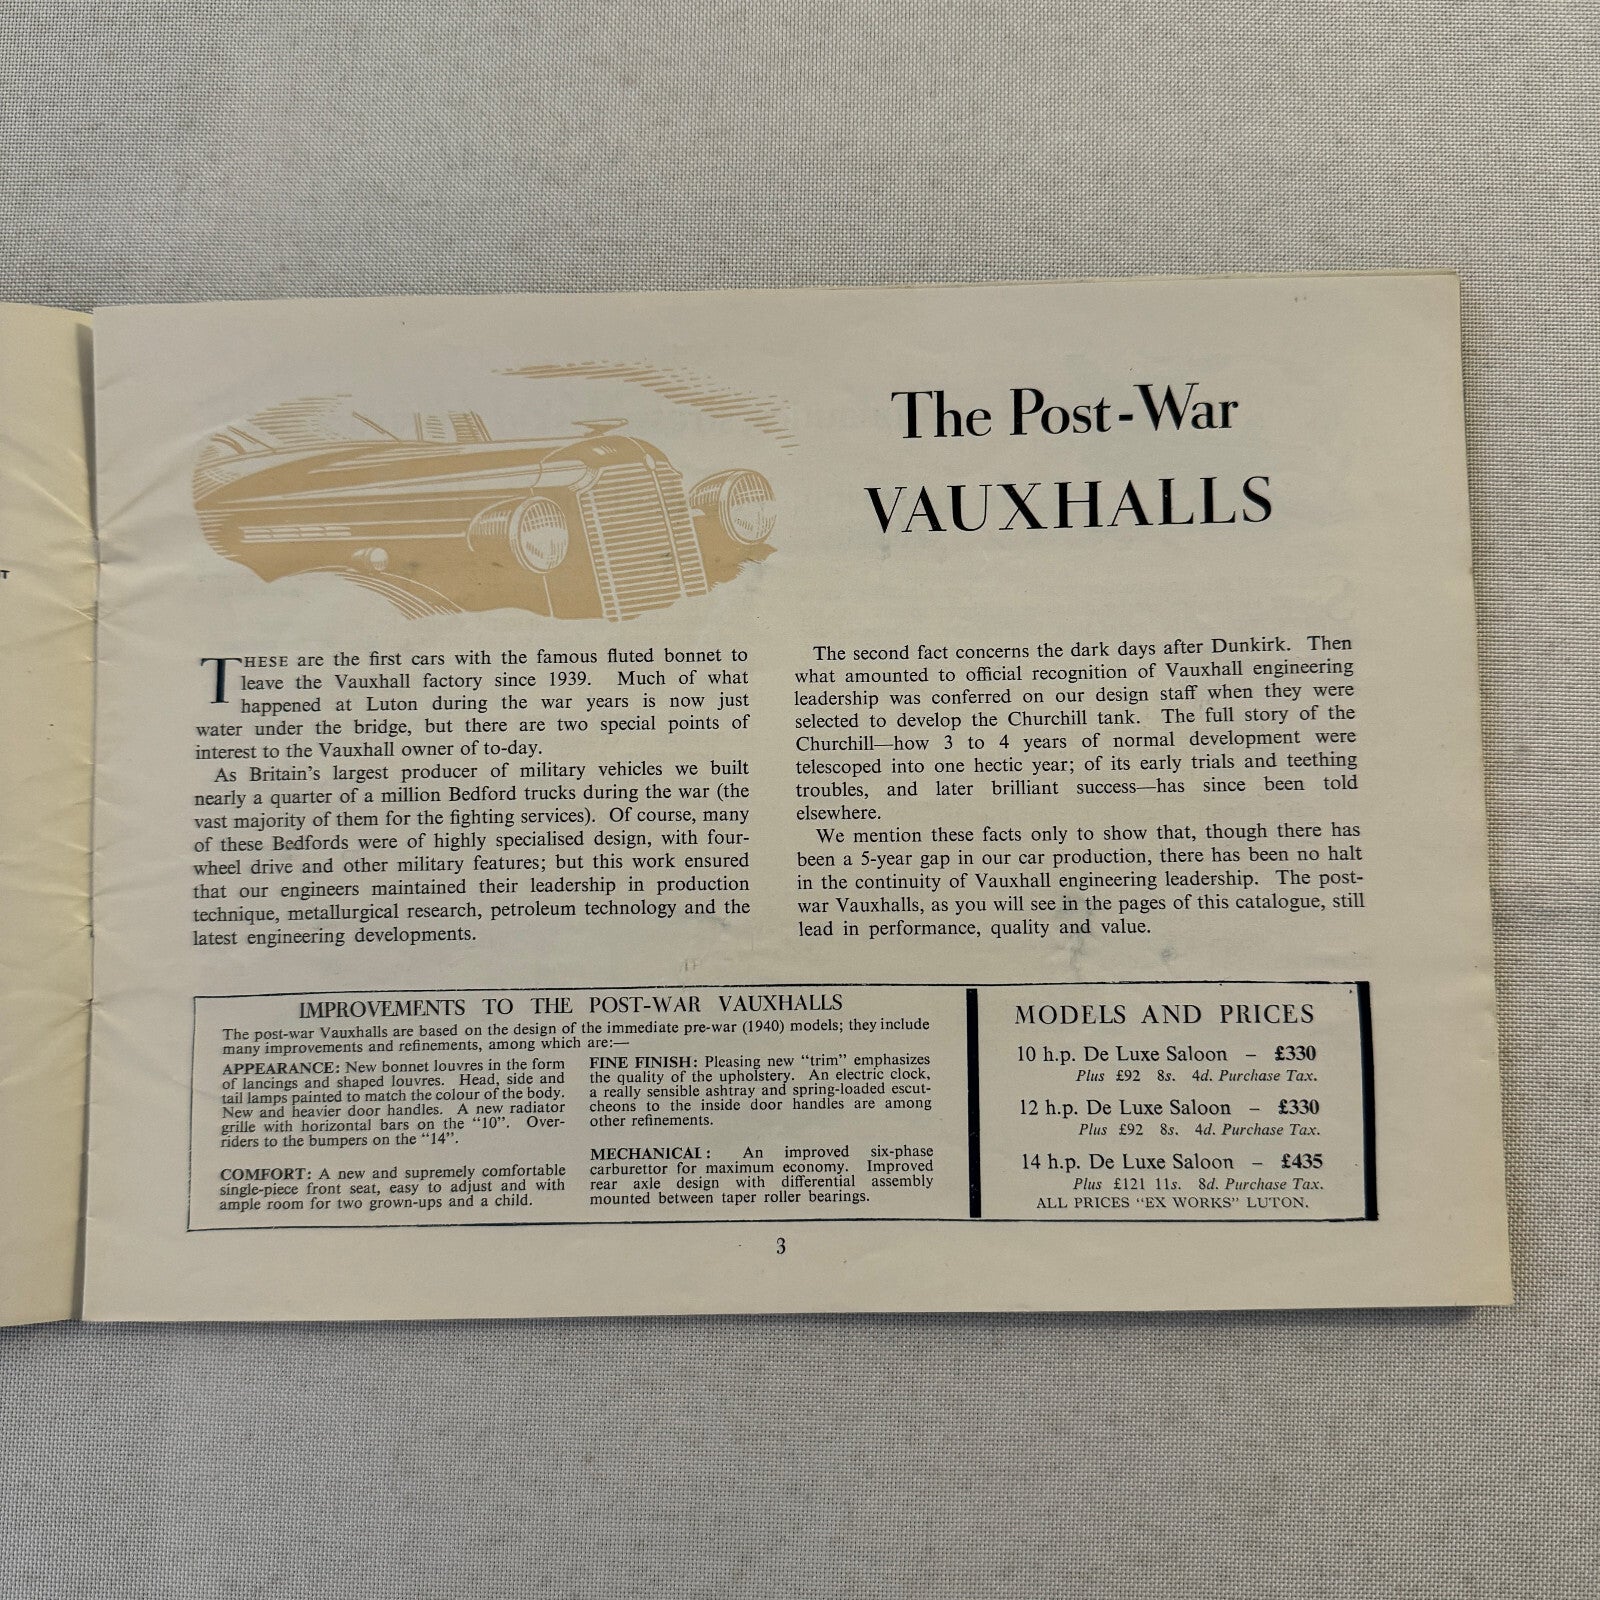 T
The Post-War
VAUXHALLS
THESE are the first cars with the famous fluted bonnet to
leave the Vauxhall factory since 1939. Much of what
happened at Luton during the war years is now just
water under the bridge, but there are two special points of
interest to the Vauxhall owner of to-day.
As Britain's largest producer of military vehicles we built
nearly a quarter of a million Bedford trucks during the war (the
vast majority of them for the fighting services). Of course, many
of these Bedfords were of highly specialised design, with four-
wheel drive and other military features; but this work ensured
that our engineers maintained their leadership in production
technique, metallurgical research, petroleum technology and the
latest engineering developments.
The second fact concerns the dark days after Dunkirk. Then
what amounted to official recognition of Vauxhall engineering
leadership was conferred on our design staff when they were
selected to develop the Churchill tank. The full story of the
Churchill—how 3 to 4 years of normal development were
telescoped into one hectic year; of its early trials and teething
troubles, and later brilliant success—has since been told
elsewhere.
We mention these facts only to show that, though there has
been a 5-year gap in our car production, there has been no halt
in the continuity of Vauxhall engineering leadership. The post-
war Vauxhalls, as you will see in the pages of this catalogue, still
lead in performance, quality and value.
IMPROVEMENTS TO THE POST-WAR VAUXHALLS
The post-war Vauxhalls are based on the design of the immediate pre-war (1940) models; they include
many improvements and refinements, among which are:—
APPEARANCE: New bonnet louvres in the form
of lancings and shaped louvres. Head, side and
tail lamps painted to match the colour of the body.
New and heavier door handles. A new radiator
grille with horizontal bars on the "10". Over-
riders to the bumpers on the "14".
COMFORT: A new and supremely comfortable
single-piece front seat, easy to adjust and with
ample room for two grown-ups and a child.
FINE FINISH: Pleasing new "trim" emphasizes
the quality of the upholstery. An electric clock,
a really sensible ashtray and spring-loaded escut-
cheons to the inside door handles are among
other refinements.
MECHANICAL: An improved six-phase
carburettor for maximum economy. Improved
rear axle design with differential assembly
mounted between taper roller bearings.
MODELS AND PRICES
10 h.p. De Luxe Saloon – £330
Plus £92 8s. 4d. Purchase Tax.
12 h.p. De Luxe Saloon – £330
Plus £92 8s. 4d. Purchase Tax.
14 h.p. De Luxe Saloon – £435
Plus £121 11s. 8d. Purchase Tax.
ALL PRICES "EX WORKS" LUTON.
3